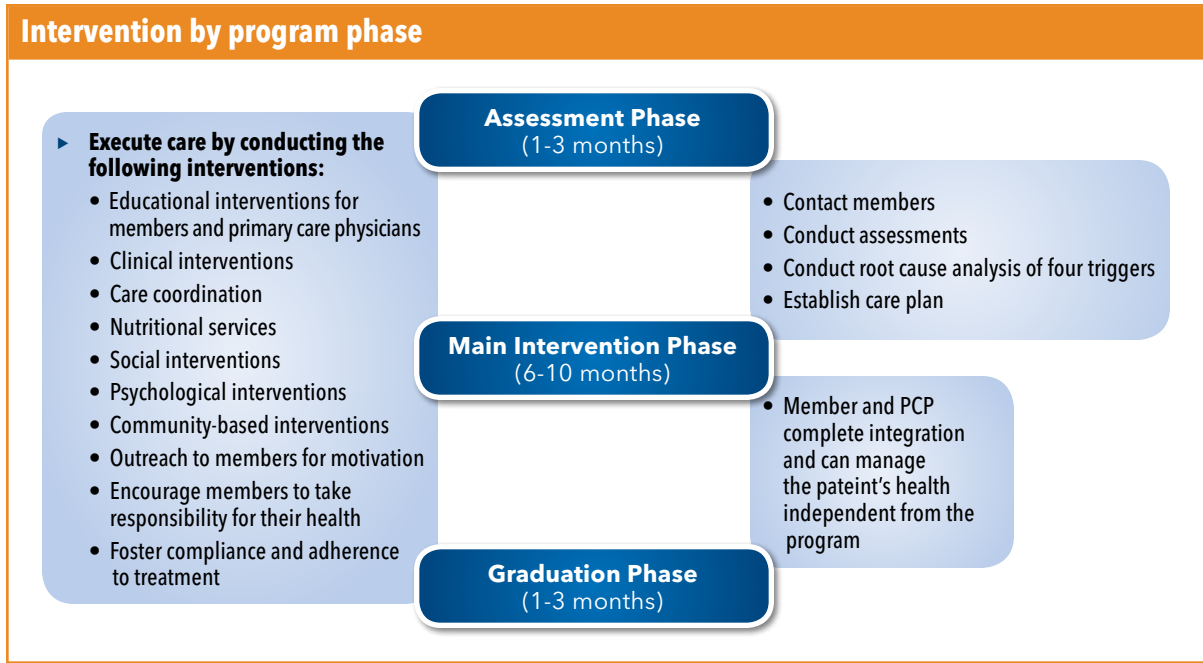 Intervention by program phase
Assessment Phase
(1-3 months)
▸ Execute care by conducting the
following interventions:
• Educational interventions for
members and primary care physicians
• Clinical interventions
• Care coordination
• Nutritional services
• Social interventions
• Psychological interventions
• Community-based interventions
• Outreach to members for motivation
• Encourage members to take
responsibility for their health
• Foster compliance and adherence
to treatment
• Contact members
• Conduct assessments
• Conduct root cause analysis of four triggers
• Establish care plan
Main Intervention Phase
(6-10 months)
• Member and PCP
complete integration
and can manage
the pateint's health
independent from the
program
Graduation Phase
(1-3 months)